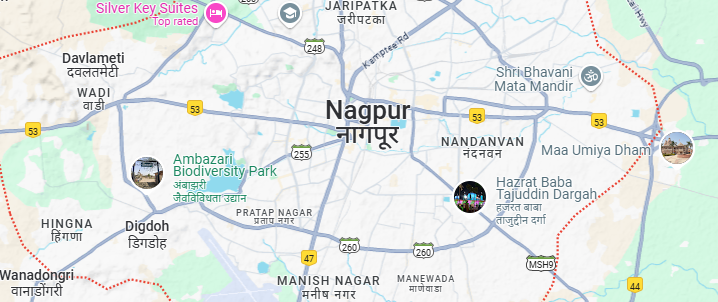 Silver Key Suites
Top rated
JARIPATKA
जरीपटका
248
Kamptee Rd
Davlameti
दवलतमेटी
WADI
वाडी
Shri Bhavani
Mata Mandir
53
Nagpur
नागपूर
53
53
53
255
NANDANVAN
नंदनवन
Maa Umiya Dham
Ambazari
Biodiversity Park
अंबाझरी
जैवविविधता उद्यान
Hazrat Baba
Tajuddin Dargah
हज़रत बाबा
ताजुद्दीन दर्गा
HINGNA
हिंगणा
Digdoh
डिगडोह
PRATAP NAGAR
प्रताप नगर
260
260
47
MSH9
Wanadongri
वानाडोंगरी
MANISH NAGAR
मनीष नगर
MANEWADA
माणेवाडा
44